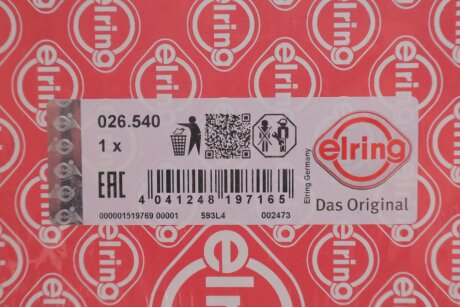 026.540
1 x
EAC
4 041248 197165
000001519769 00001 593L4 002473
Elring Germany
elring
Das Original